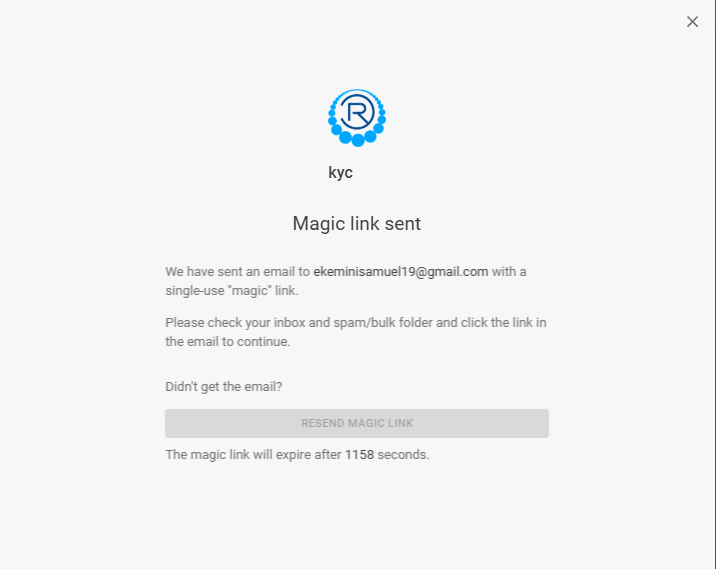 R
kyc
Magic link sent
We have sent an email to ekeminisamuel19@gmail.com with a
single-use "magic" link.
Please check your inbox and spam/bulk folder and click the link in
the email to continue.
Didn't get the email?
RESEND MAGIC LINK
The magic link will expire after 1158 seconds.